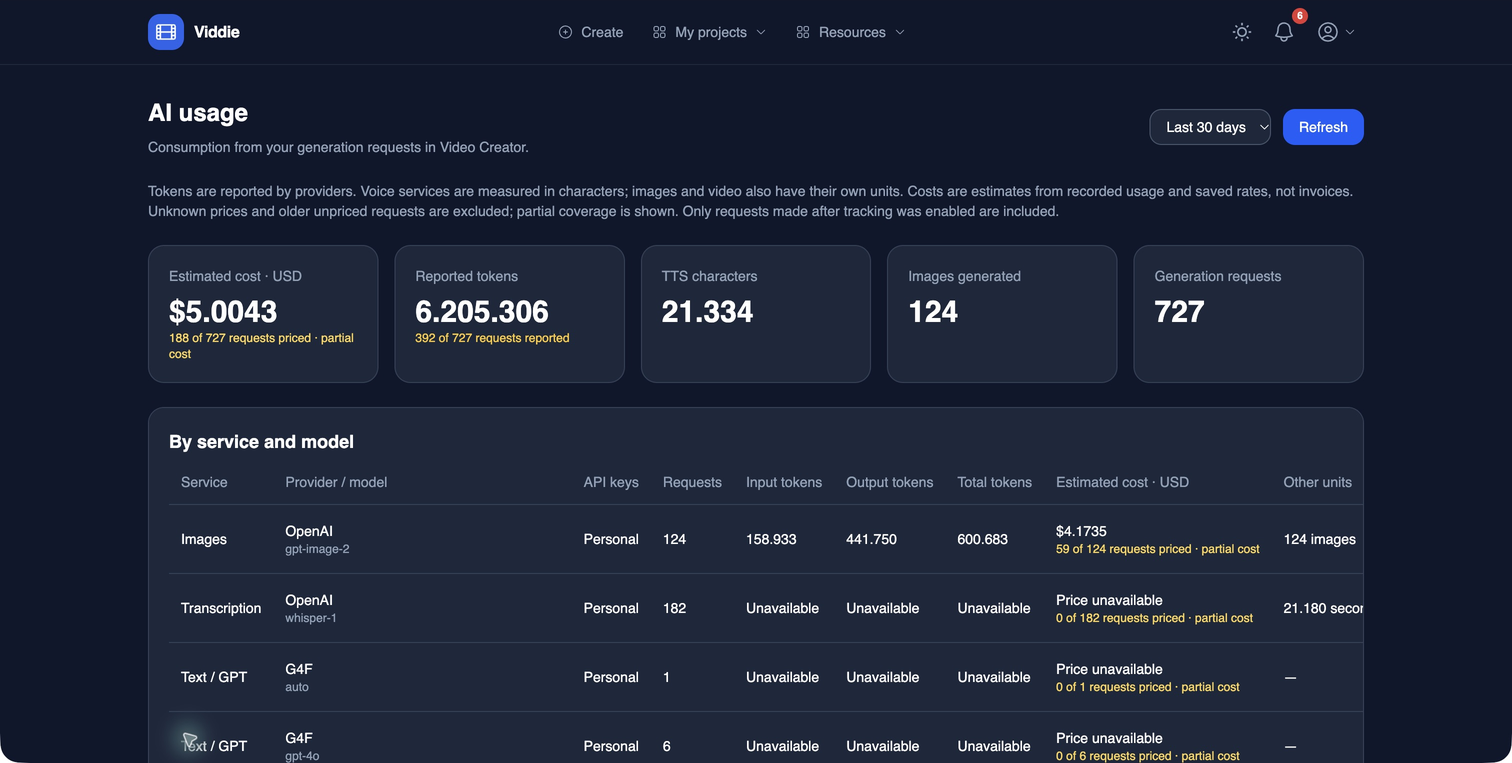 Viddie
Create
My projects
Resources
6
AI usage
Consumption from your generation requests in Video Creator.
Last 30 days
Refresh
Tokens are reported by providers. Voice services are measured in characters; images and video also have their own units. Costs are estimates from recorded usage and saved rates, not invoices.
Unknown prices and older unpriced requests are excluded; partial coverage is shown. Only requests made after tracking was enabled are included.
Estimated cost · USD
$5.0043
188 of 727 requests priced · partial
cost
Reported tokens
6.205.306
392 of 727 requests reported
TTS characters
21.334
Images generated
124
Generation requests
727
By service and model
Service Provider / model API keys Requests Input tokens Output tokens Total tokens Estimated cost · USD Other units
Images OpenAI Personal 124 158.933 441.750 600.683 $4.1735 124 images
gpt-image-2 59 of 124 requests priced · partial cost
Transcription OpenAI Personal 182 Unavailable Unavailable Unavailable Price unavailable 21.180
whisper-1 0 of 182 requests priced · partial cost
Text / GPT G4F Personal 1 Unavailable Unavailable Unavailable Price unavailable —
auto 0 of 1 requests priced · partial cost
Text / GPT G4F Personal 6 Unavailable Unavailable Unavailable Price unavailable —
gpt-4o 0 of 6 requests priced · partial cost